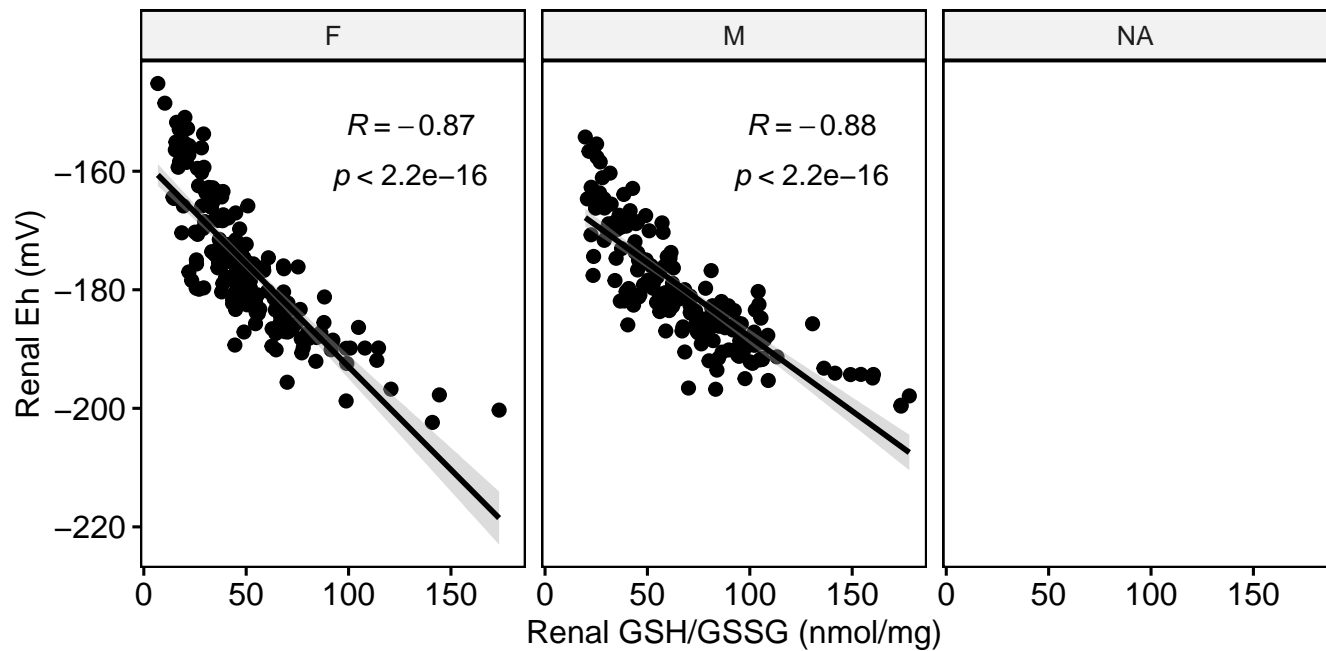 F M NA
R = −0.87 R = −0.88
p < 2.2e−16 p < 2.2e−16
−160
−180
−200
−220
Renal Eh (mV)
0 50 100 150 0 50 100 150 0 50 100 150
Renal GSH/GSSG (nmol/mg)